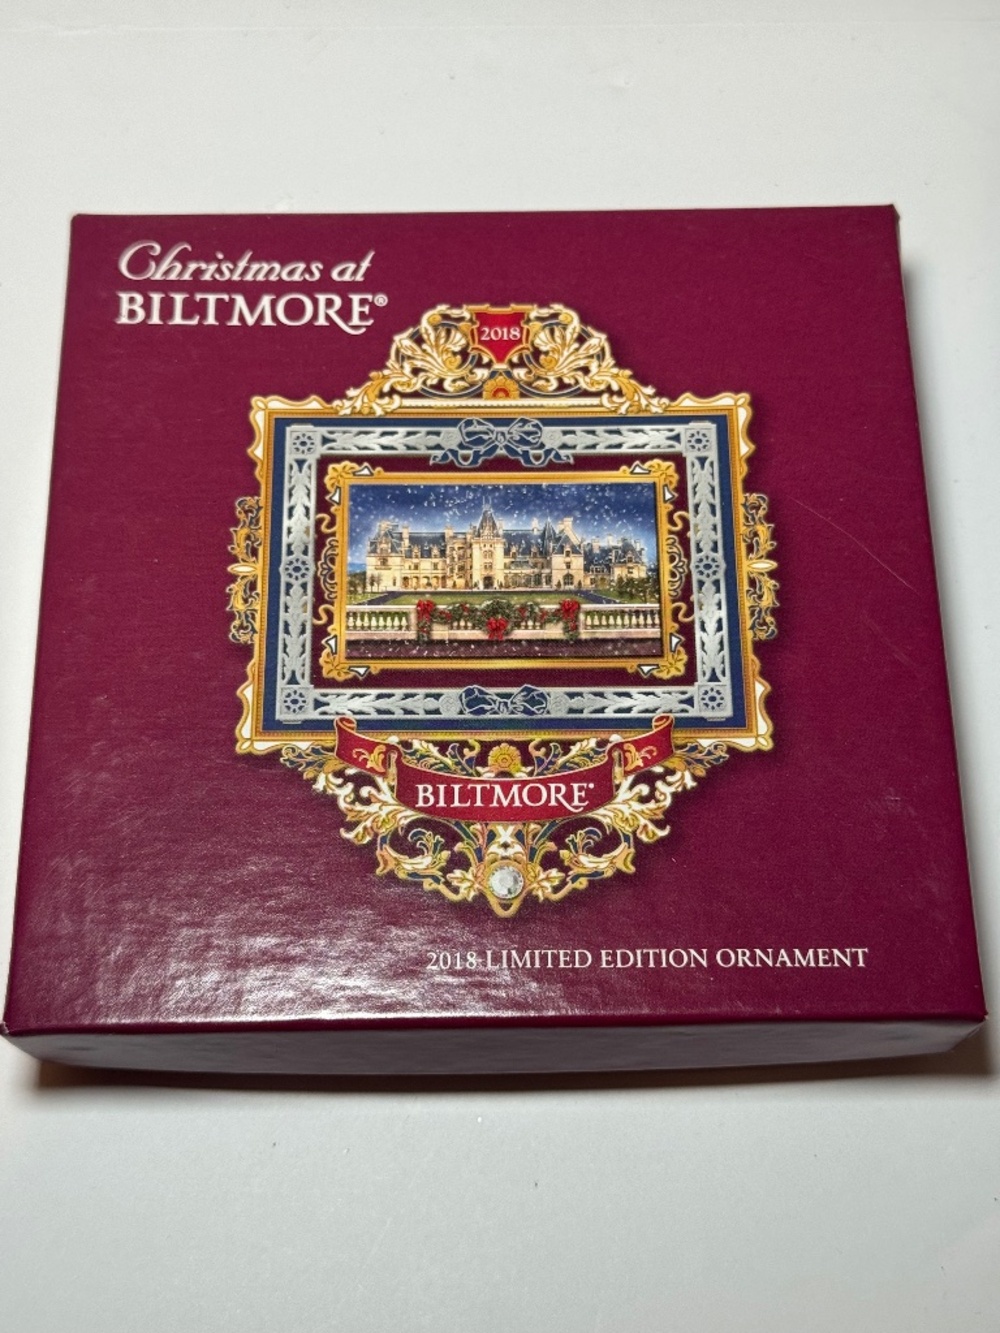 Christmas at
BILTMORE®
2018
BILTMORE®
2018 LIMITED EDITION ORNAMENT